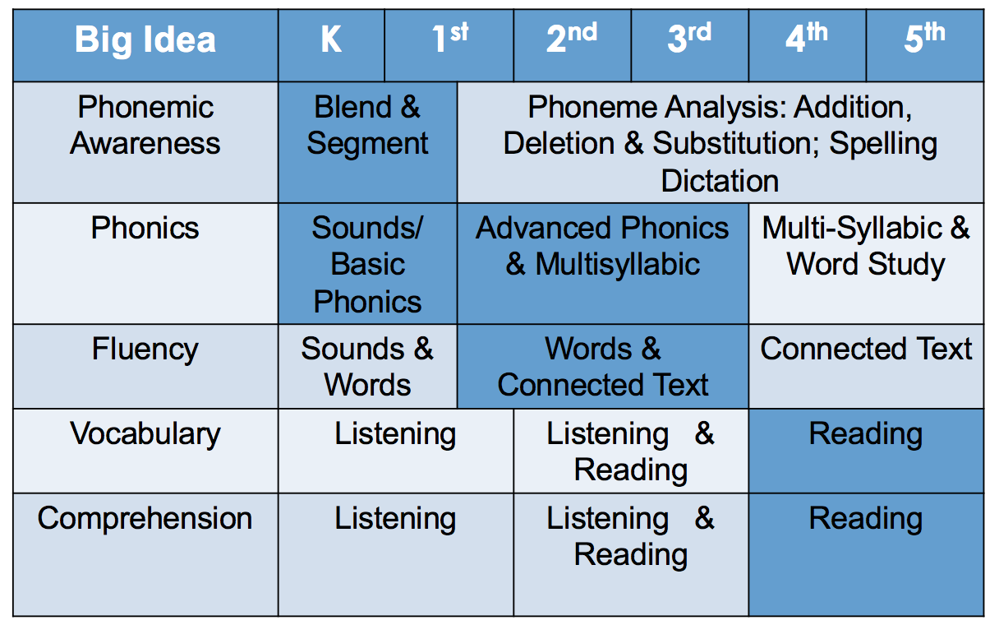 Big Idea K 1st 2nd 3rd 4th 5th
Phonemic
Awareness
Blend &
Segment
Phoneme Analysis: Addition,
Deletion & Substitution; Spelling
Dictation
Phonics
Sounds/
Basic
Phonics
Advanced Phonics
& Multisyllabic
Multi-Syllabic &
Word Study
Fluency
Sounds &
Words
Words &
Connected Text
Connected Text
Vocabulary
Listening
Listening &
Reading
Reading
Comprehension
Listening
Listening &
Reading
Reading